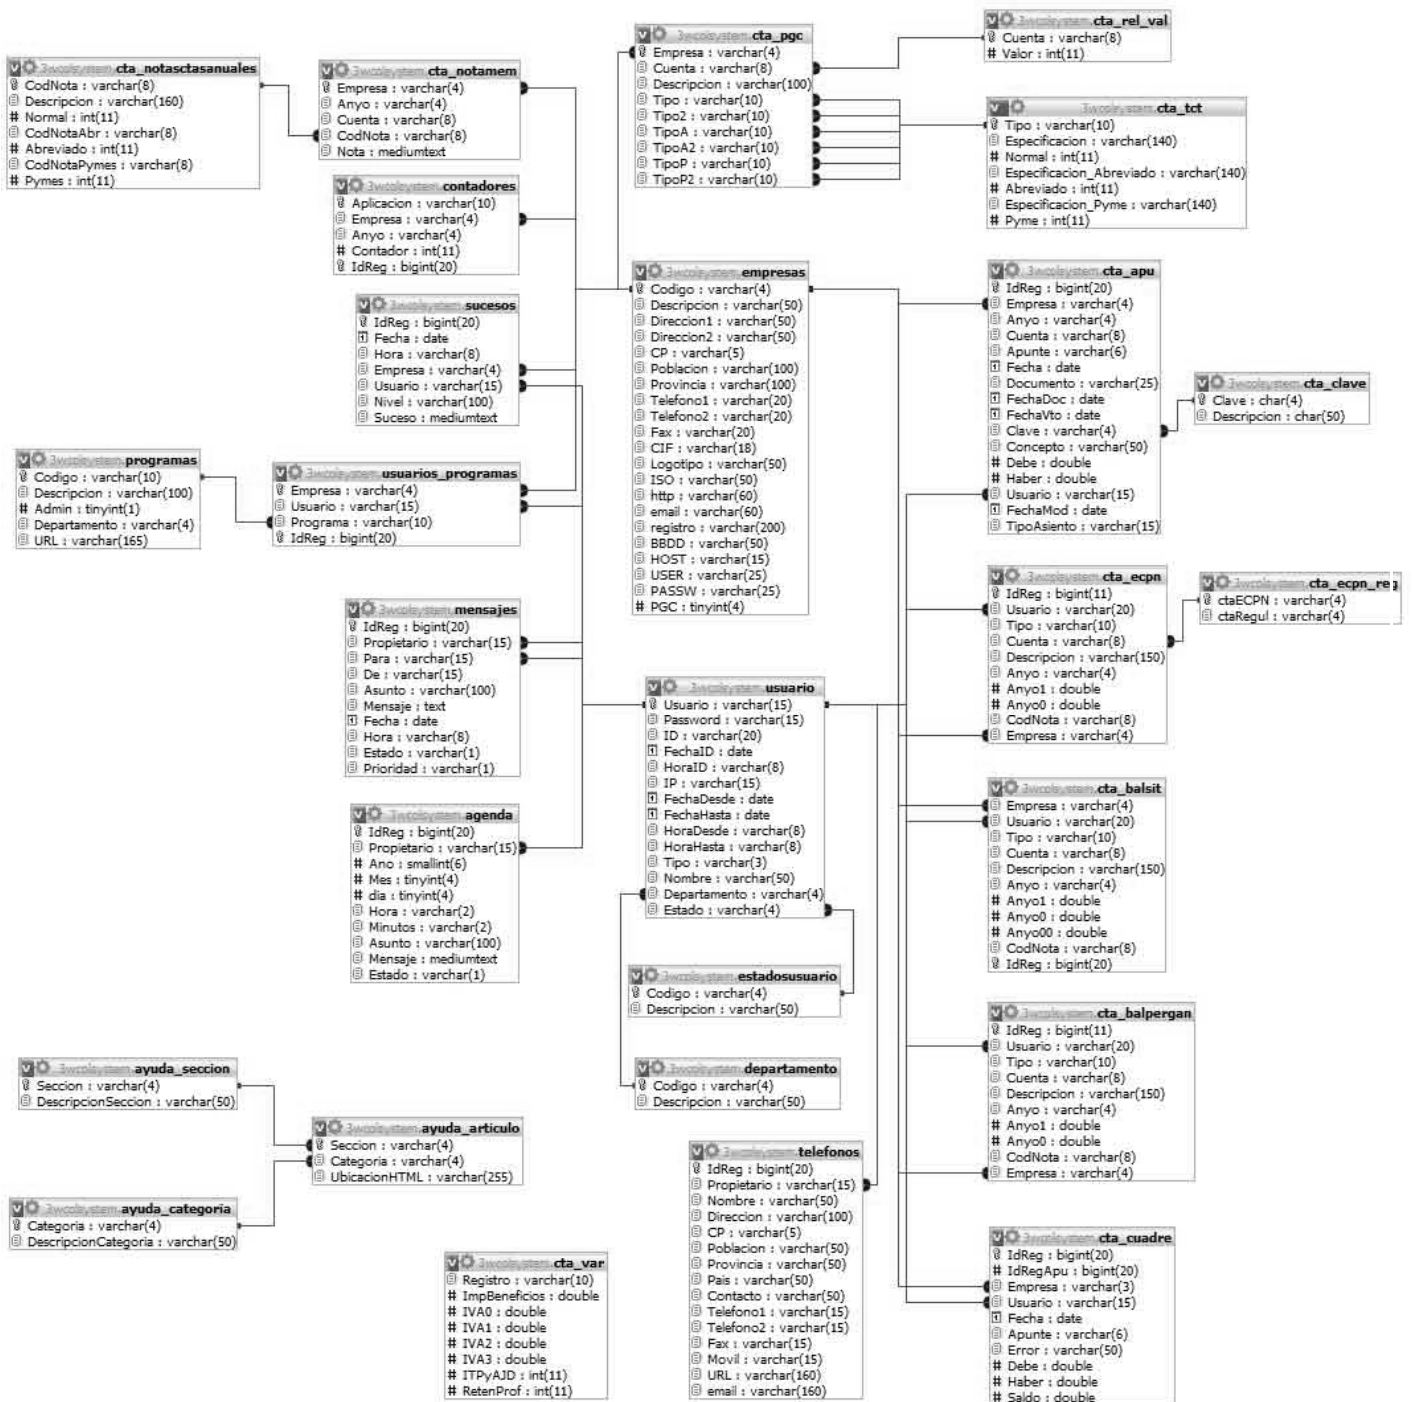 3wcolsystem.cta_notasctasanuales
CodNota : varchar(8)
Descripcion : varchar(160)
# Normal : int(11)
CodNotaAbr : varchar(8)
# Abreviado : int(11)
CodNotaPymes : varchar(8)
# Pymes : int(11)
3wcolsystem.cta_notamem
Empresa : varchar(4)
Anyo : varchar(4)
Cuenta : varchar(8)
CodNota : varchar(8)
Nota : mediumtext
3wcolsystem.contadores
Aplicacion : varchar(10)
Empresa : varchar(4)
Anyo : varchar(4)
# Contador : int(11)
IdReg : bigint(20)
3wcolsystem.sucesos
IdReg : bigint(20)
Fecha : date
Hora : varchar(8)
Empresa : varchar(4)
Usuario : varchar(15)
Nivel : varchar(100)
Suceso : mediumtext
3wcolsystem.programas
Codigo : varchar(10)
Descripcion : varchar(100)
# Admin : tinyint(1)
Departamento : varchar(4)
URL : varchar(165)
3wcolsystem.usuarios_programas
Empresa : varchar(4)
Usuario : varchar(15)
Programa : varchar(10)
IdReg : bigint(20)
3wcolsystem.mensajes
IdReg : bigint(20)
Propietario : varchar(15)
Para : varchar(15)
De : varchar(15)
Asunto : varchar(100)
Mensaje : text
Fecha : date
Hora : varchar(8)
Estado : varchar(1)
Prioridad : varchar(1)
3wcolsystem.agenda
IdReg : bigint(20)
Propietario : varchar(15)
# Ano : smallint(6)
# Mes : tinyint(4)
# dia : tinyint(4)
Hora : varchar(2)
Minutos : varchar(2)
Asunto : varchar(100)
Mensaje : mediumtext
Estado : varchar(1)
3wcolsystem.ayuda_seccion
Seccion : varchar(4)
DescripcionSeccion : varchar(50)
3wcolsystem.ayuda_articulo
Seccion : varchar(4)
Categoria : varchar(4)
UbicacionHTML : varchar(255)
3wcolsystem.ayuda_categoria
Categoria : varchar(4)
DescripcionCategoria : varchar(50)
3wcolsystem.cta_var
Registro : varchar(10)
# ImpBeneficios : double
# IVA0 : double
# IVA1 : double
# IVA2 : double
# IVA3 : double
# ITPyAJD : int(11)
# RetenProf : int(11)
3wcolsystem.cta_pgc
Empresa : varchar(4)
Cuenta : varchar(8)
Descripcion : varchar(100)
Tipo : varchar(10)
Tipo2 : varchar(10)
TipoA : varchar(10)
TipoA2 : varchar(10)
TipoP : varchar(10)
TipoP2 : varchar(10)
3wcolsystem.empresas
Codigo : varchar(4)
Descripcion : varchar(50)
Direccion1 : varchar(50)
Direccion2 : varchar(50)
CP : varchar(5)
Poblacion : varchar(100)
Provincia : varchar(100)
Telefono1 : varchar(20)
Telefono2 : varchar(20)
Fax : varchar(20)
CIF : varchar(18)
Logotipo : varchar(50)
ISO : varchar(50)
http : varchar(60)
email : varchar(60)
registro : varchar(200)
BBDD : varchar(50)
HOST : varchar(15)
USER : varchar(25)
PASSW : varchar(25)
# PGC : tinyint(4)
3wcolsystem.usuario
Usuario : varchar(15)
Password : varchar(15)
ID : varchar(20)
FechaID : date
HoraID : varchar(8)
IP : varchar(15)
FechaDesde : date
FechaHasta : date
HoraDesde : varchar(8)
HoraHasta : varchar(8)
Tipo : varchar(3)
Nombre : varchar(50)
Departamento : varchar(4)
Estado : varchar(4)
3wcolsystem.estadosusuario
Codigo : varchar(4)
Descripcion : varchar(50)
3wcolsystem.departamento
Codigo : varchar(4)
Descripcion : varchar(50)
3wcolsystem.telefonos
IdReg : bigint(20)
Propietario : varchar(15)
Nombre : varchar(50)
Direccion : varchar(100)
CP : varchar(5)
Poblacion : varchar(50)
Provincia : varchar(50)
Pais : varchar(50)
Contacto : varchar(50)
Telefono1 : varchar(15)
Telefono2 : varchar(15)
Fax : varchar(15)
Movil : varchar(15)
URL : varchar(160)
email : varchar(160)
3wcolsystem.cta_rel_val
Cuenta : varchar(8)
# Valor : int(11)
3wcolsystem.cta_tct
Tipo : varchar(10)
Especificacion : varchar(140)
# Normal : int(11)
Especificacion_Abreviado : varchar(140)
# Abreviado : int(11)
Especificacion_Pyme : varchar(140)
# Pyme : int(11)
3wcolsystem.cta_apu
IdReg : bigint(20)
Empresa : varchar(4)
Anyo : varchar(4)
Cuenta : varchar(8)
Apunte : varchar(6)
Fecha : date
Documento : varchar(25)
FechaDoc : date
FechaVto : date
Clave : varchar(4)
Concepto : varchar(50)
# Debe : double
# Haber : double
Usuario : varchar(15)
FechaMod : date
TipoAsiento : varchar(15)
3wcolsystem.cta_clave
Clave : char(4)
Descripcion : char(50)
3wcolsystem.cta_ecpn
IdReg : bigint(11)
Usuario : varchar(20)
Tipo : varchar(10)
Cuenta : varchar(8)
Descripcion : varchar(150)
Anyo : varchar(4)
# Anyo1 : double
# Anyo0 : double
CodNota : varchar(8)
Empresa : varchar(4)
3wcolsystem.cta_ecpn_reg
ctaECPN : varchar(4)
ctaRegul : varchar(4)
3wcolsystem.cta_balsit
Empresa : varchar(4)
Usuario : varchar(20)
Tipo : varchar(10)
Cuenta : varchar(8)
Descripcion : varchar(150)
Anyo : varchar(4)
# Anyo1 : double
# Anyo0 : double
# Anyo00 : double
CodNota : varchar(8)
IdReg : bigint(20)
3wcolsystem.cta_balpergan
IdReg : bigint(11)
Usuario : varchar(20)
Tipo : varchar(10)
Cuenta : varchar(8)
Descripcion : varchar(150)
Anyo : varchar(4)
# Anyo1 : double
# Anyo0 : double
CodNota : varchar(8)
Empresa : varchar(4)
3wcolsystem.cta_cuadre
IdReg : bigint(20)
# IdRegApu : bigint(20)
Empresa : varchar(3)
Usuario : varchar(15)
Fecha : date
Apunte : varchar(6)
Error : varchar(50)
# Debe : double
# Haber : double
# Saldo : double